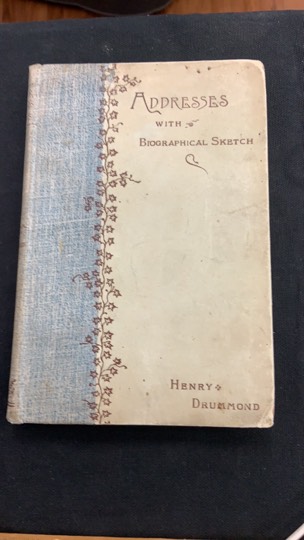 ADDRESSES
WITH
BIOGRAPHICAL SKETCH
HENRY
DRUMMOND